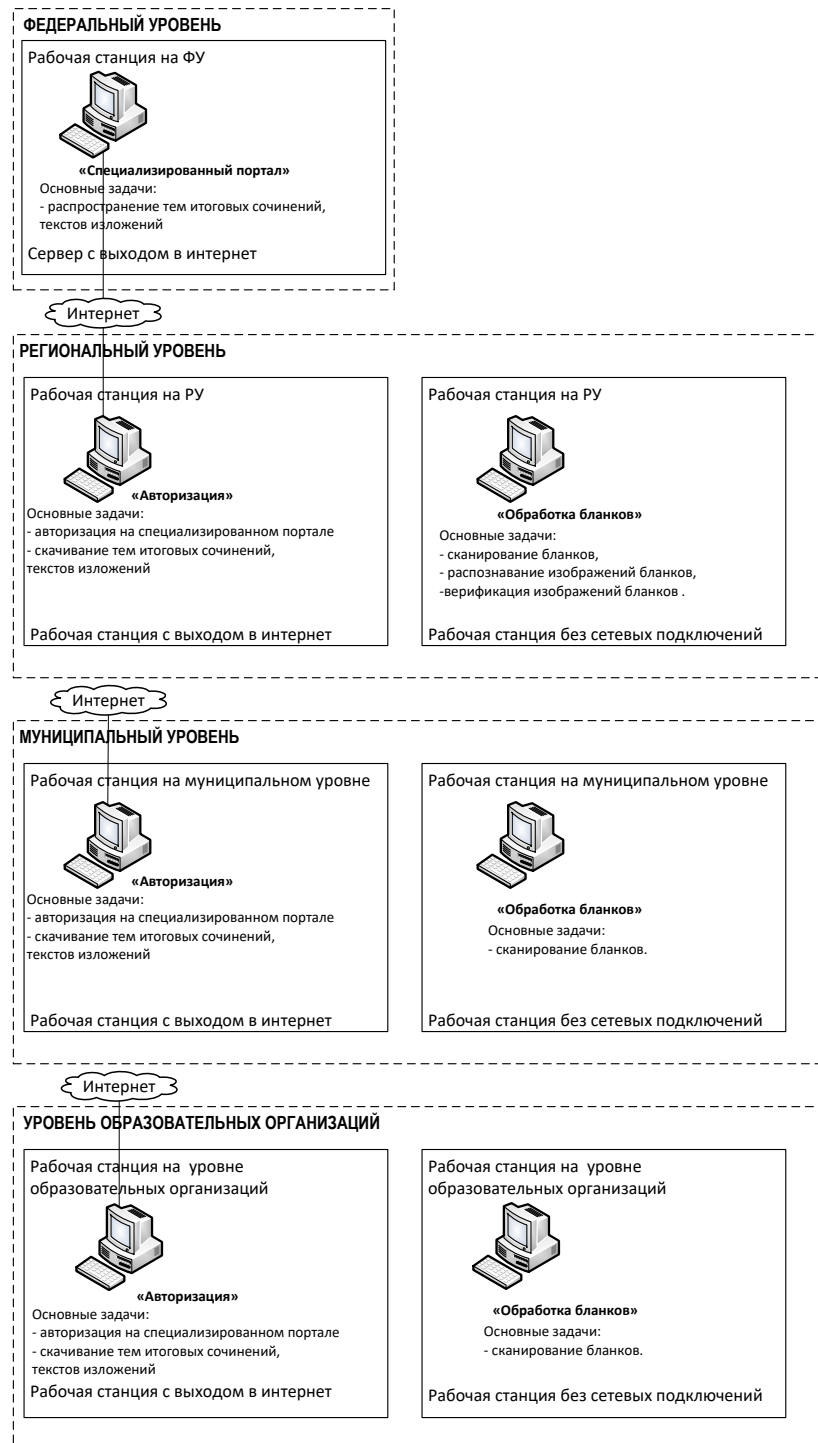 ФЕДЕРАЛЬНЫЙ УРОВЕНЬ
Рабочая станция на ФУ
«Специализированный портал»
Основные задачи:
- распространение тем итоговых сочинений,
текстов изложений
Сервер с выходом в интернет
Интернет
РЕГИОНАЛЬНЫЙ УРОВЕНЬ
Рабочая станция на РУ
«Авторизация»
Основные задачи:
- авторизация на специализированном портале
- скачивание тем итоговых сочинений,
текстов изложений
Рабочая станция с выходом в интернет
Рабочая станция на РУ
«Обработка бланков»
Основные задачи:
- сканирование бланков,
- распознавание изображений бланков,
-верификация изображений бланков .
Рабочая станция без сетевых подключений
Интернет
МУНИЦИПАЛЬНЫЙ УРОВЕНЬ
Рабочая станция на муниципальном уровне
«Авторизация»
Основные задачи:
- авторизация на специализированном портале
- скачивание тем итоговых сочинений,
текстов изложений
Рабочая станция с выходом в интернет
Рабочая станция на муниципальном уровне
«Обработка бланков»
Основные задачи:
- сканирование бланков.
Рабочая станция без сетевых подключений
Интернет
УРОВЕНЬ ОБРАЗОВАТЕЛЬНЫХ ОРГАНИЗАЦИЙ
Рабочая станция на уровне
образовательных организаций
«Авторизация»
Основные задачи:
- авторизация на специализированном портале
- скачивание тем итоговых сочинений,
текстов изложений
Рабочая станция с выходом в интернет
Рабочая станция на уровне
образовательных организаций
«Обработка бланков»
Основные задачи:
- сканирование бланков.
Рабочая станция без сетевых подключений